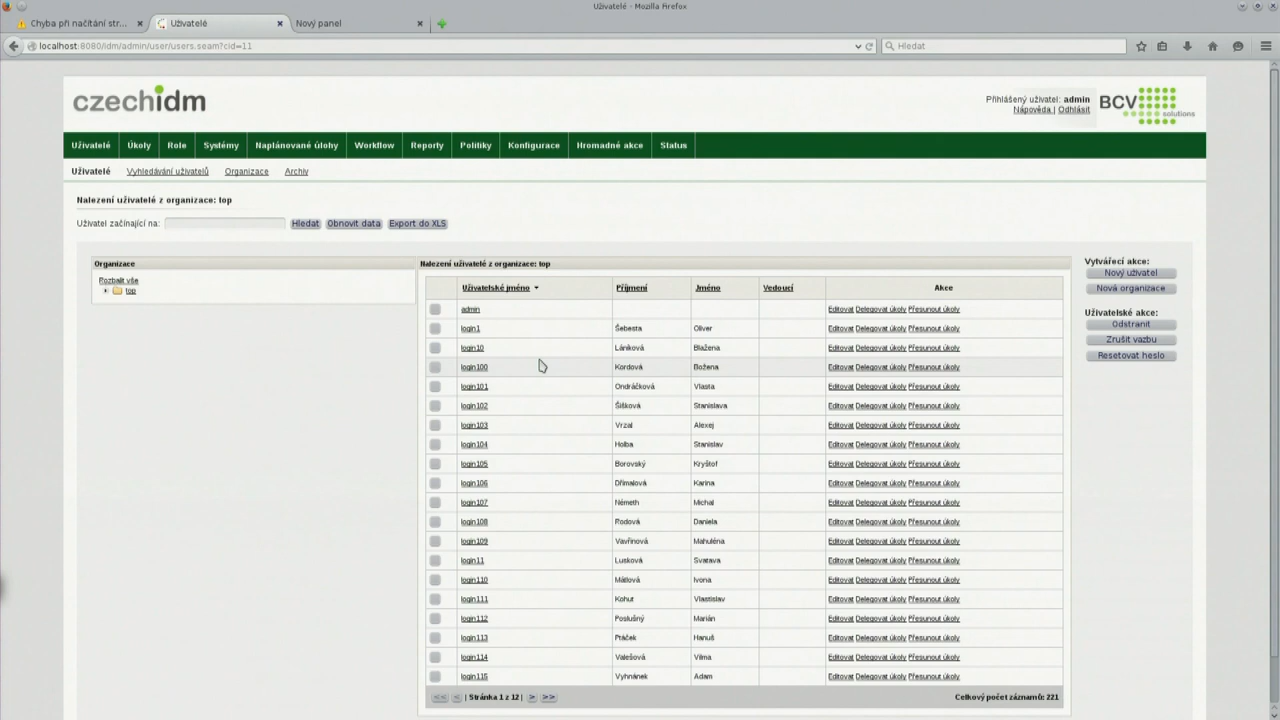 Uživatelé - Mozilla Firefox
Chyba při načítání str... Uživatelé Nový panel
localhost:8080/idm/admin/user/users.seam?cid=11 Hledat
czechidm
Přihlášený uživatel: admin
Nápověda | Odhlásit
BCV solutions
Uživatelé Úkoly Role Systémy Naplánované úlohy Workflow Reporty Politiky Konfigurace Hromadné akce Status
Uživatelé Vyhledávání uživatelů Organizace Archiv
Nalezení uživatelé z organizace: top
Uživatel začínající na: Hledat Obnovit data Export do XLS
Organizace
Rozbalit vše
top
Nalezení uživatelé z organizace: top
Uživatelské jméno Příjmení Jméno Vedoucí Akce
admin Editovat Delegovat úkoly Přesunout úkoly
login1 Šebesta Oliver Editovat Delegovat úkoly Přesunout úkoly
login10 Láníková Blažena Editovat Delegovat úkoly Přesunout úkoly
login100 Kordová Božena Editovat Delegovat úkoly Přesunout úkoly
login101 Ondráčková Vlasta Editovat Delegovat úkoly Přesunout úkoly
login102 Šišková Stanislava Editovat Delegovat úkoly Přesunout úkoly
login103 Vrzal Alexej Editovat Delegovat úkoly Přesunout úkoly
login104 Holba Stanislav Editovat Delegovat úkoly Přesunout úkoly
login105 Borovský Kryštof Editovat Delegovat úkoly Přesunout úkoly
login106 Dřímalová Karina Editovat Delegovat úkoly Přesunout úkoly
login107 Németh Michal Editovat Delegovat úkoly Přesunout úkoly
login108 Rodová Daniela Editovat Delegovat úkoly Přesunout úkoly
login109 Vavřinová Mahuléna Editovat Delegovat úkoly Přesunout úkoly
login11 Lusková Svatava Editovat Delegovat úkoly Přesunout úkoly
login110 Mátlová Ivona Editovat Delegovat úkoly Přesunout úkoly
login111 Kohut Vlastislav Editovat Delegovat úkoly Přesunout úkoly
login112 Poslušný Marián Editovat Delegovat úkoly Přesunout úkoly
login113 Ptáček Hanuš Editovat Delegovat úkoly Přesunout úkoly
login114 Valešová Vilma Editovat Delegovat úkoly Přesunout úkoly
login115 Vyhnánek Adam Editovat Delegovat úkoly Přesunout úkoly
<< < | Stránka 1 z 12 | > >> Celkový počet záznamů: 221
Vytvářecí akce:
Nový uživatel
Nová organizace
Uživatelské akce:
Odstranit
Zrušit vazbu
Resetovat heslo